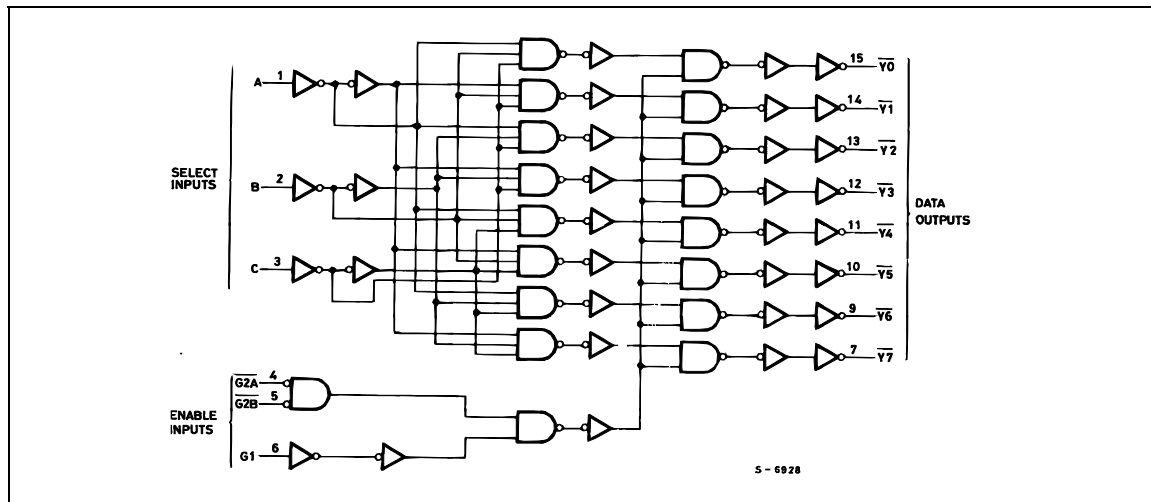 SELECT
INPUTS
A 1
B 2
C 3
ENABLE
INPUTS
G2A 4
G2B 5
G1 6
15 Y0
14 Y1
13 Y2
12 Y3
11 Y4
10 Y5
9 Y6
7 Y7
DATA
OUTPUTS
S - 6928